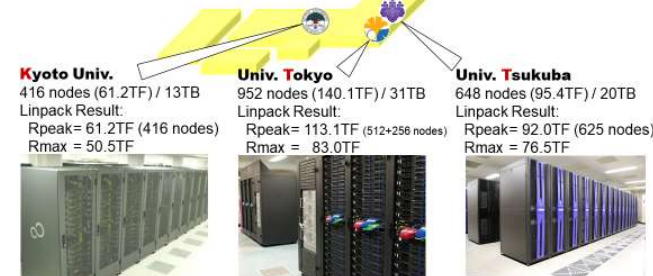 Kyoto Univ.
416 nodes (61.2TF) / 13TB
Linpack Result:
Rpeak= 61.2TF (416 nodes)
Rmax = 50.5TF
Univ. Tokyo
952 nodes (140.1TF) / 31TB
Linpack Result:
Rpeak= 113.1TF (512+256 nodes)
Rmax = 83.0TF
Univ. Tsukuba
648 nodes (95.4TF) / 20TB
Linpack Result:
Rpeak= 92.0TF (625 nodes)
Rmax = 76.5TF